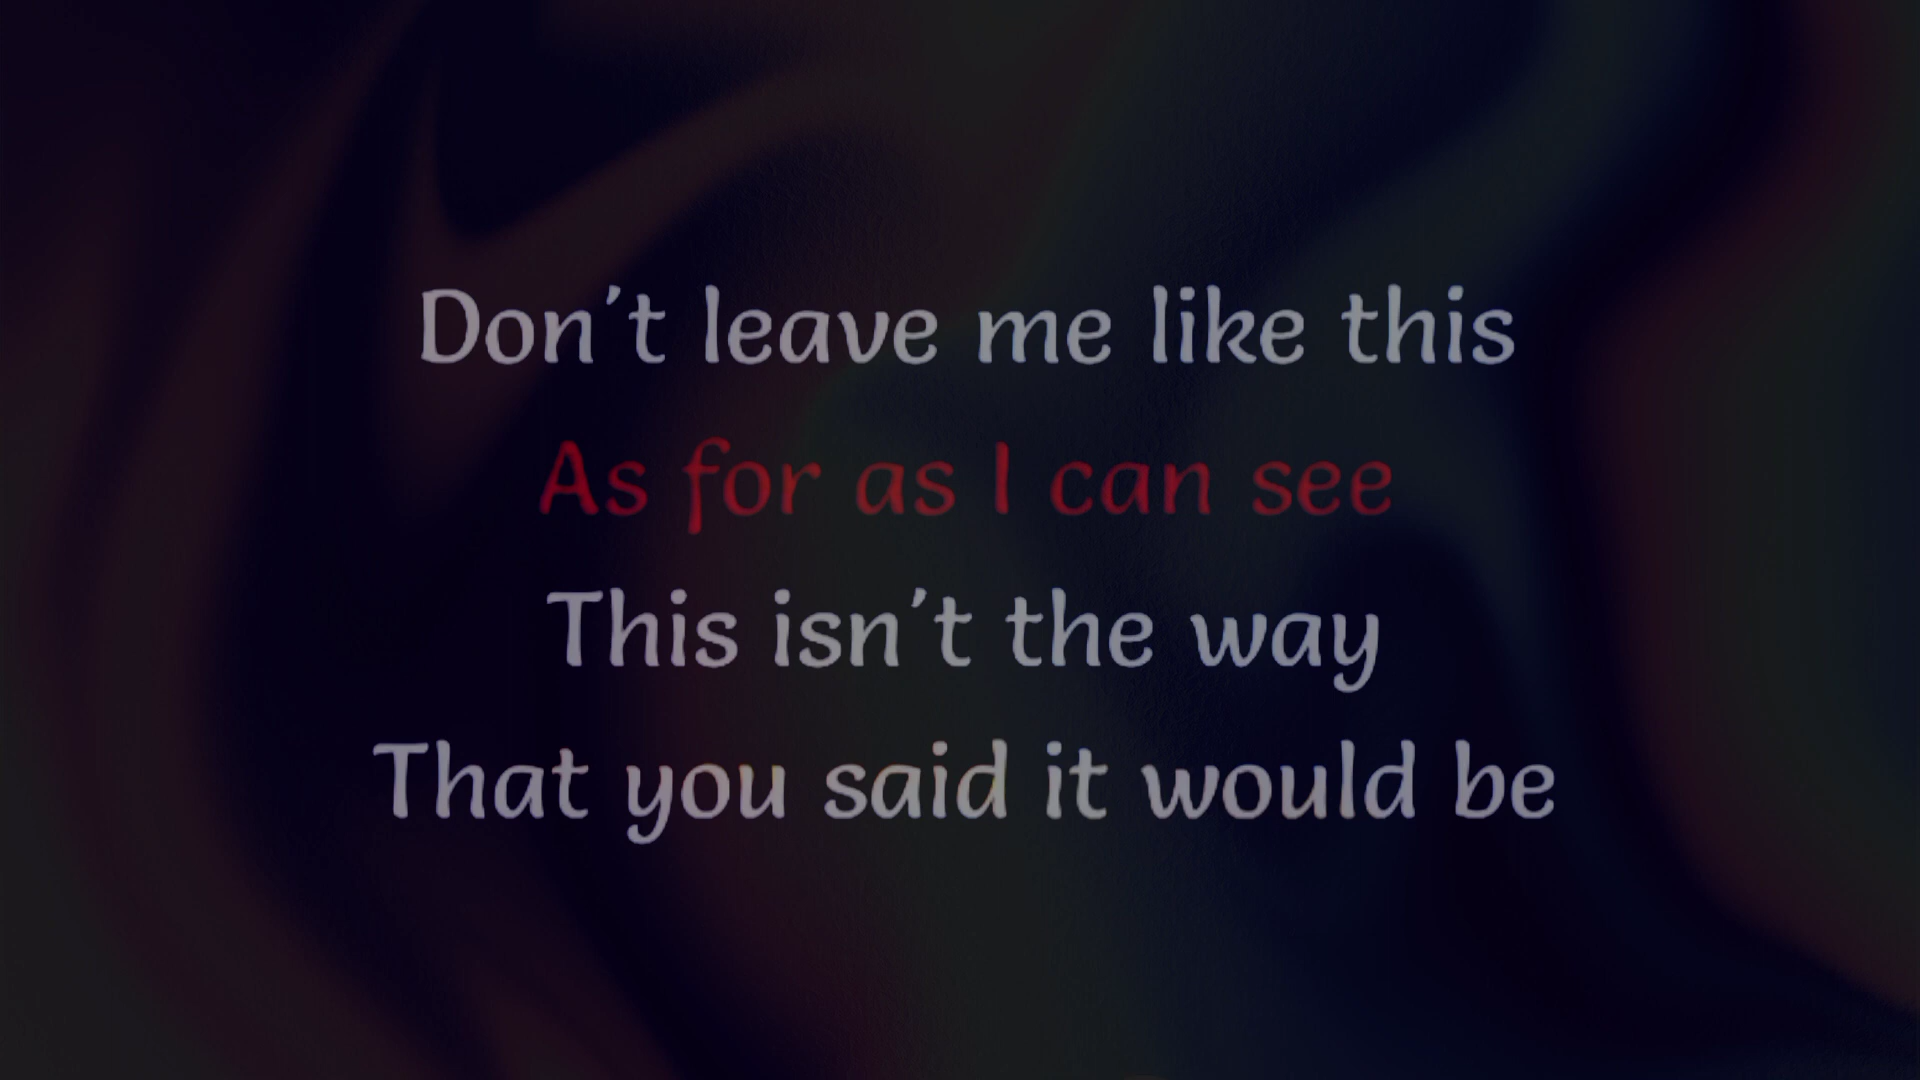 Don't leave me like this
As for as I can see
This isn't the way
That you said it would be